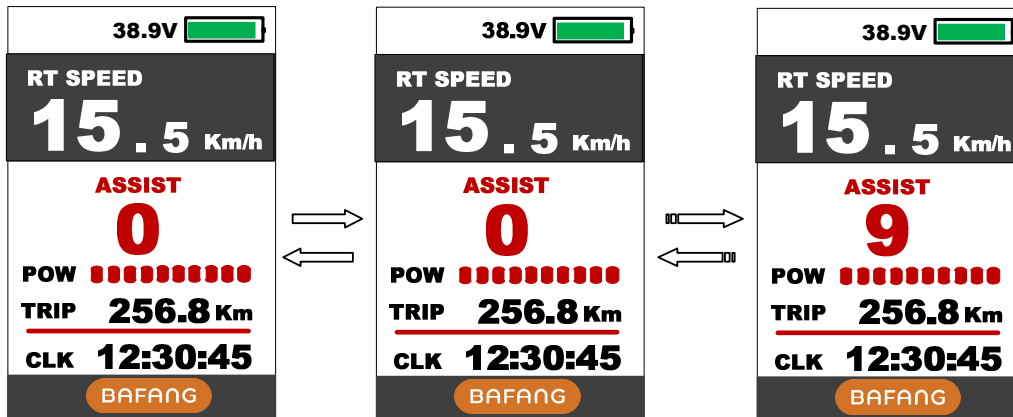 38.9V
RT SPEED
15.5 Km/h
ASSIST
0
POW
TRIP 256.8 Km
CLK 12:30:45
BAFANG
38.9V
RT SPEED
15.5 Km/h
ASSIST
0
POW
TRIP 256.8 Km
CLK 12:30:45
BAFANG
38.9V
RT SPEED
15.5 Km/h
ASSIST
9
POW
TRIP 256.8 Km
CLK 12:30:45
BAFANG